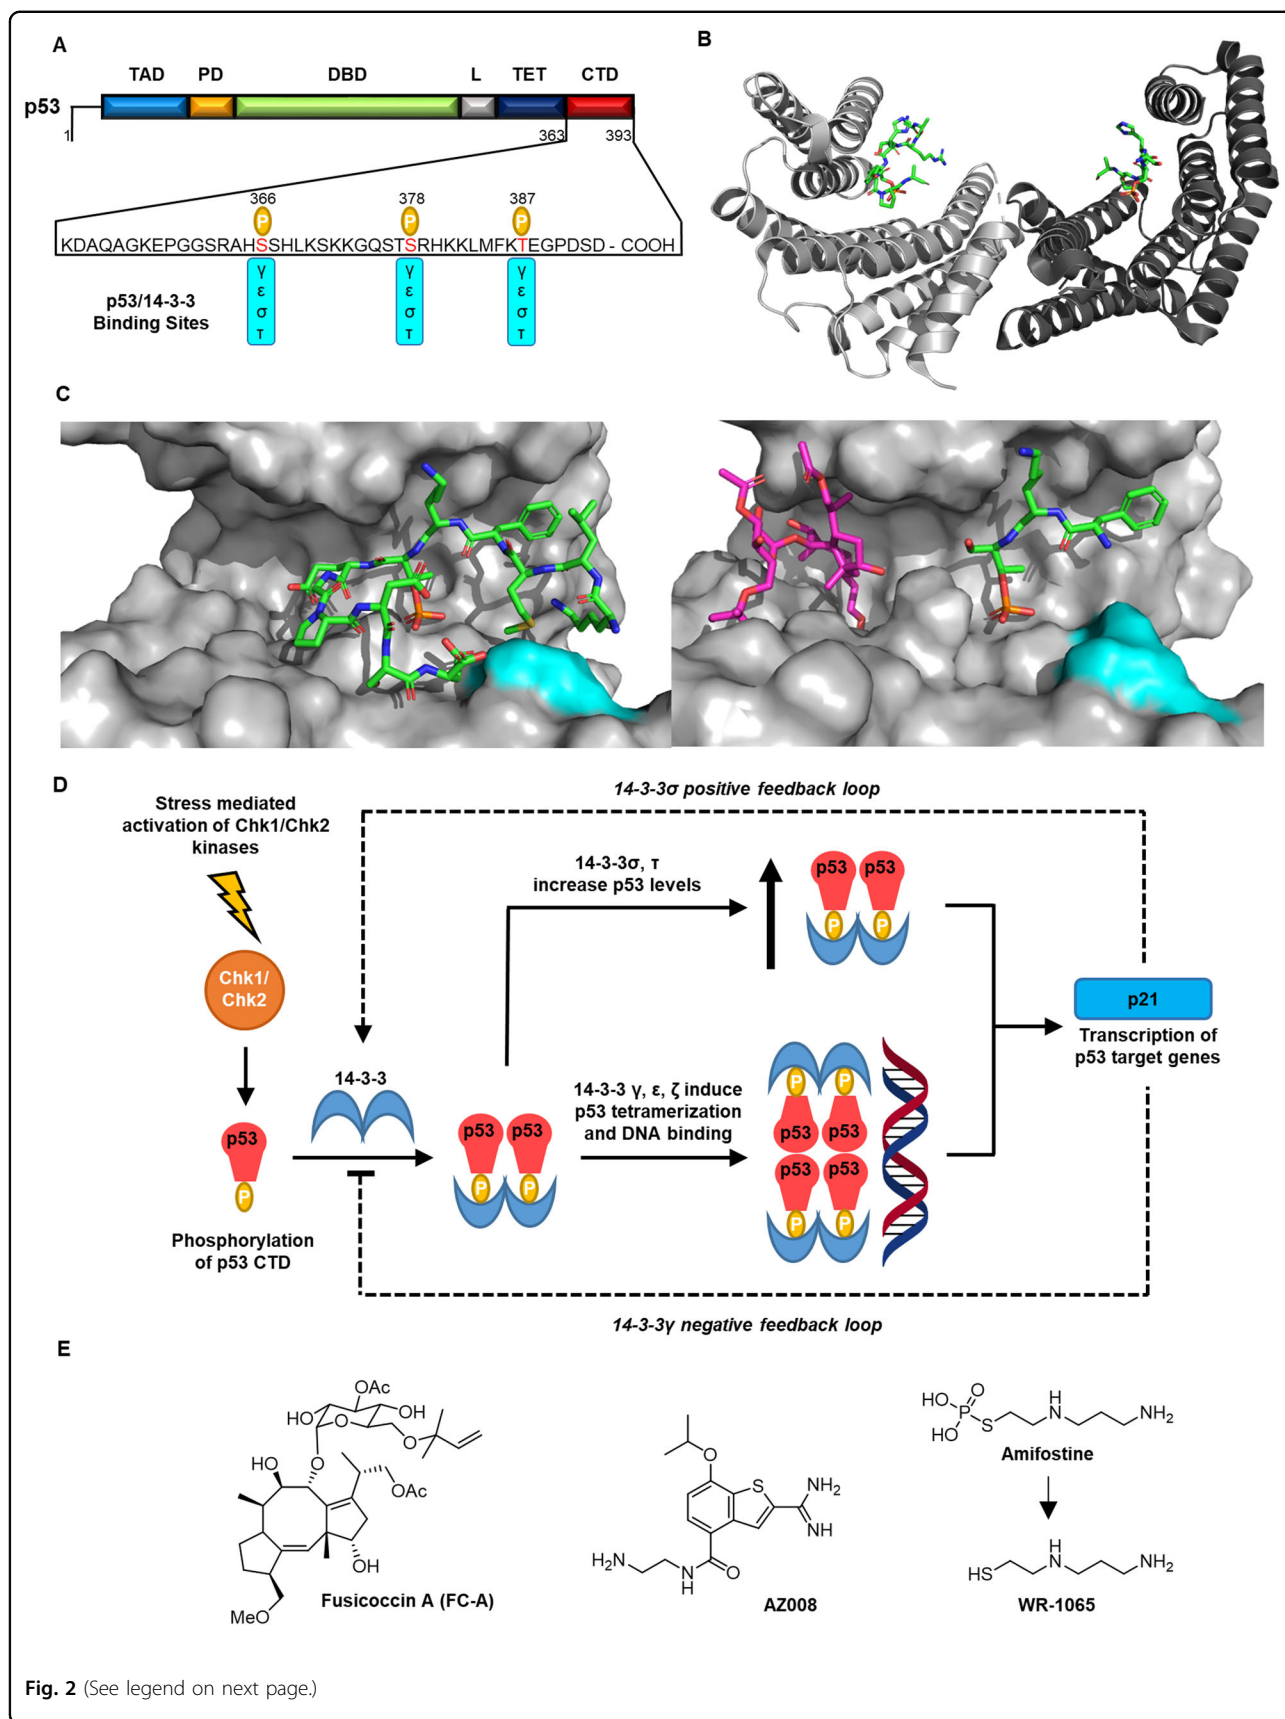 A
TAD PD DBD L TET CTD
p53
1 363 393
366 378 387
P P P
KDAQAGKEPGGSRAHSSHLKSKKGQSTSRHKKLMFKTEGPDSD - COOH
γ γ γ
ε ε ε
σ σ σ
τ τ τ
p53/14-3-3
Binding Sites
B
C
D
14-3-3σ positive feedback loop
Stress mediated
activation of Chk1/Chk2
kinases
14-3-3σ, τ
increase p53 levels
p53 p53
P P
Chk1/
Chk2
p21
Transcription of
p53 target genes
14-3-3
14-3-3 γ, ε, ζ induce
p53 tetramerization
and DNA binding
P P
p53 p53
p53 p53
P P
p53 p53
P P
p53
P
Phosphorylation
of p53 CTD
14-3-3γ negative feedback loop
E
OAc
HO OH
O O
HO O
OAc
OH
MeO
Fusicoccin A (FC-A)
O
S NH2
NH
H2N N O
H
AZ008
HO O H
P N NH2
HO S
Amifostine
H
HS N NH2
WR-1065
Fig. 2 (See legend on next page.)